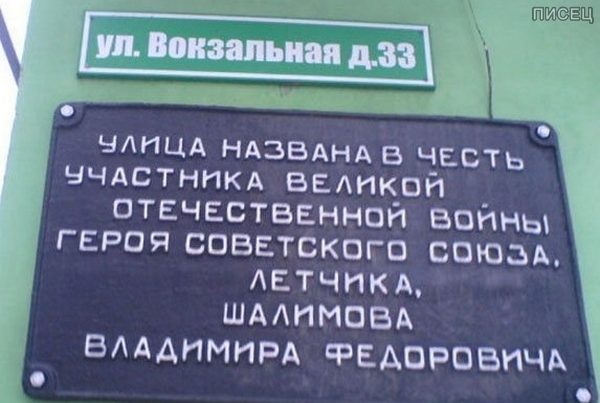 ПИСЕЦ
ул. Вокзальная д.33
УЛИЦА НАЗВАНА В ЧЕСТЬ
УЧАСТНИКА ВЕЛИКОЙ
ОТЕЧЕСТВЕННОЙ ВОЙНЫ
ГЕРОЯ СОВЕТСКОГО СОЮЗА,
ЛЕТЧИКА,
ШАЛИМОВА
ВЛАДИМИРА ФЕДОРОВИЧА